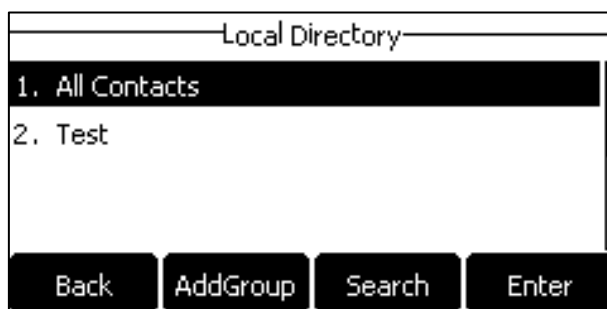 Local Directory
1. All Contacts
2. Test
Back AddGroup Search Enter